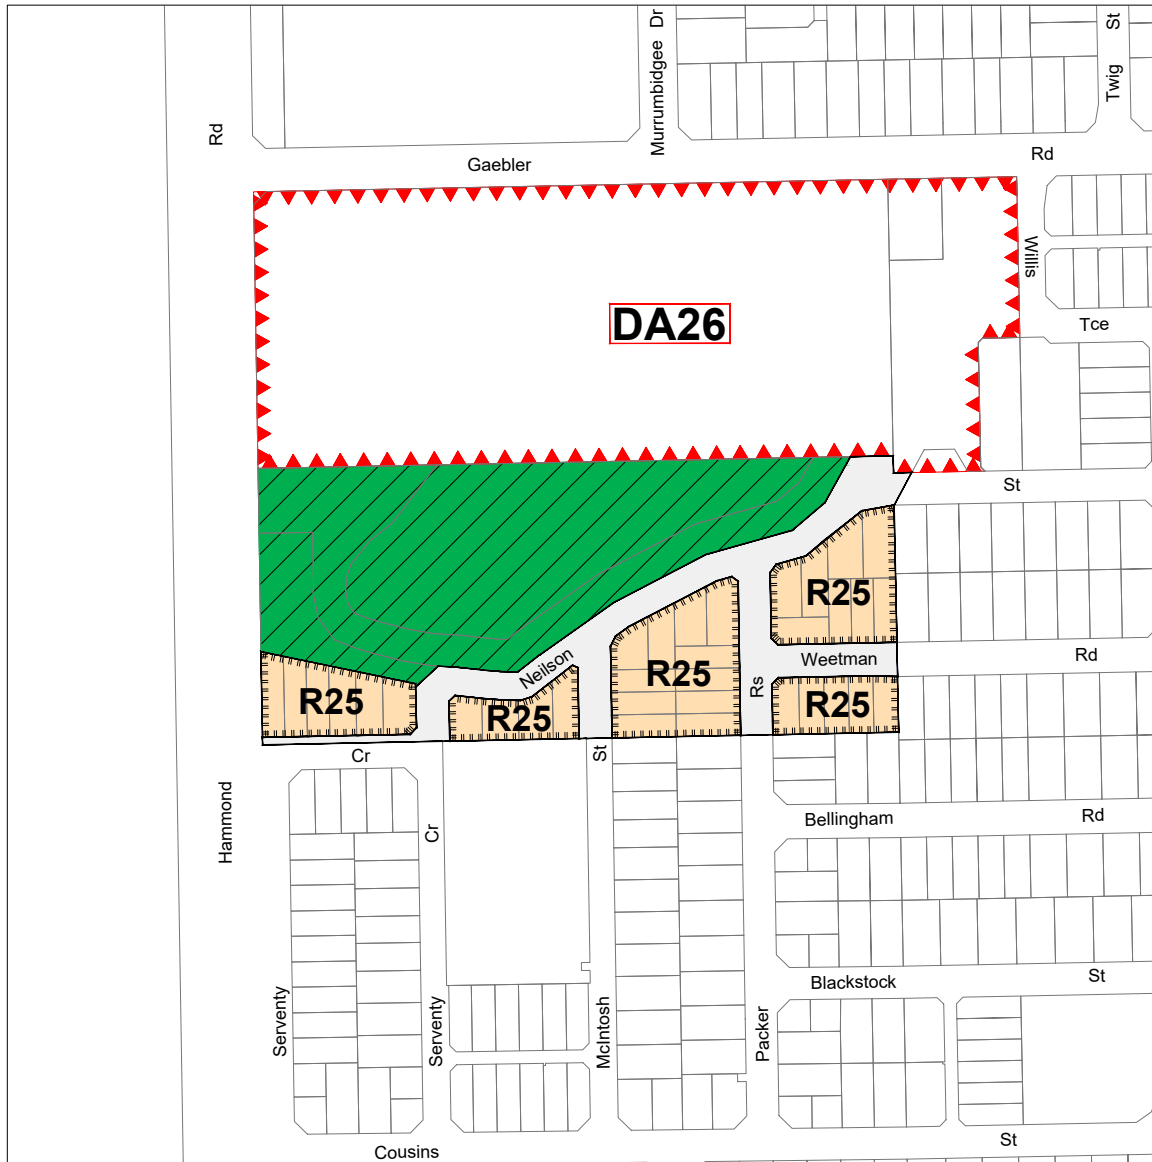 Murrumbidgee Dr
Twig St
Rd
Gaebler
Rd
Willis
Tce
DA26
St
R25
Neilson
Weetman
Rd
R25
R25
Rs
R25
R25
Cr
St
Hammond
Cr
Bellingham
Rd
Blackstock
St
Serventy
Serventy
McIntosh
Packer
Cousins
St